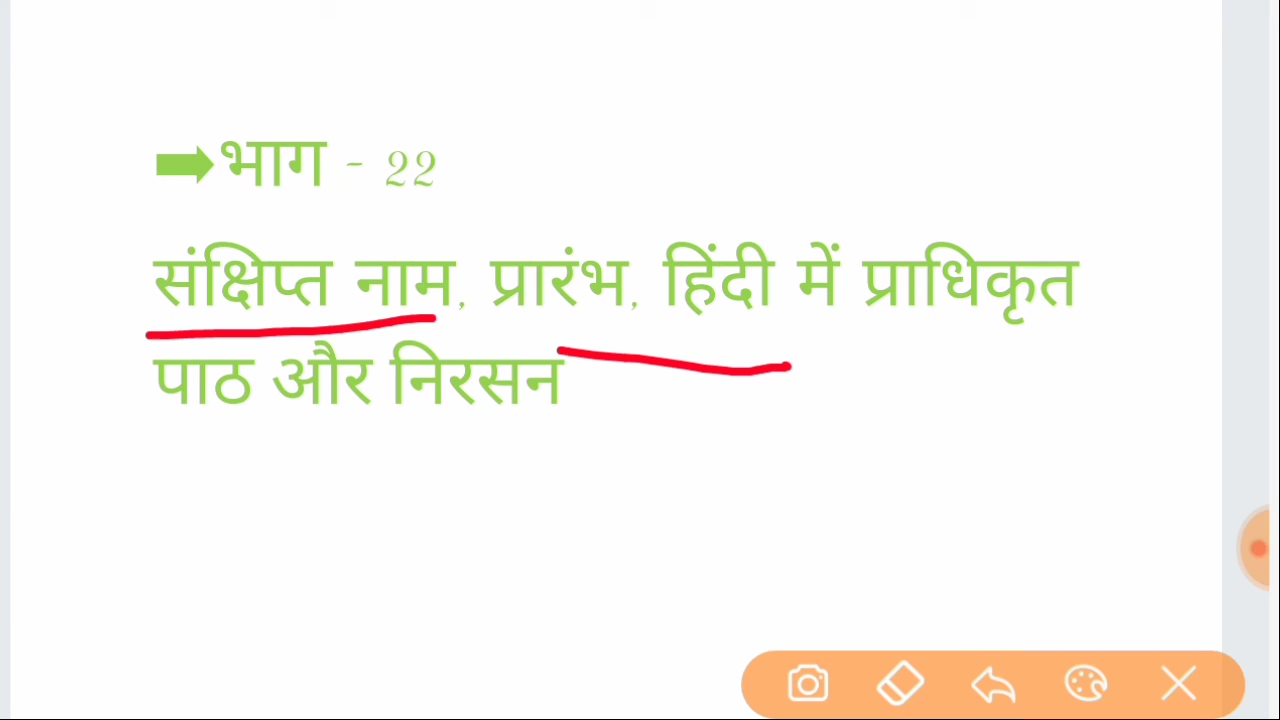 ➡भाग - 22
संक्षिप्त नाम, प्रारंभ, हिंदी में प्राधिकृत
पाठ और निरसन